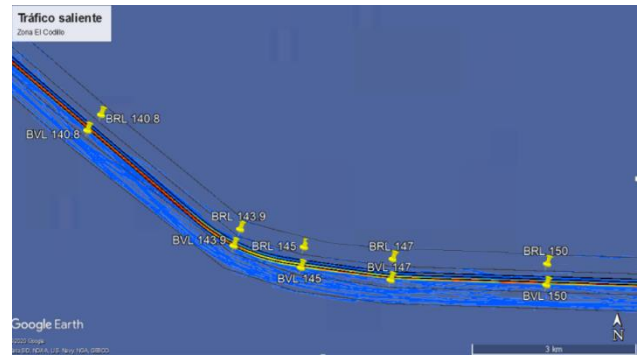 Tráfico saliente
Zona El Codillo
BRL 140.8
BVL 140.8
BRL 143.9
BVL 143.9
BRL 145
BRL 147
BRL 150
BVL 145
BVL 147
BVL 150
Google Earth
N
3 km